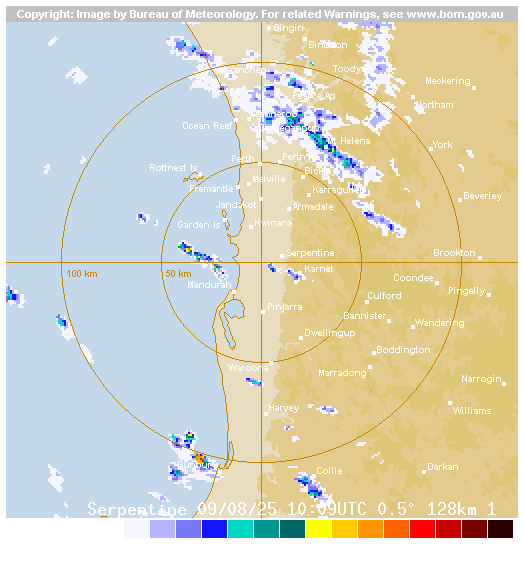 Copyright: Image by Bureau of Meteorology. For related Warnings, see www.bom.gov.au
Gingin
Bindoon
Toodyay
Meckering
Northam
Pearce Ap
Wanneroo
Ocean Reef
Mt Helena
York
Perth
Perth
Rottnest Is
Melville
Fremantle
Karragullen
Beverley
Jandakot
Armadale
Garden Is
Kwinana
Serpentine
Brookton
Karnet
100 km
50 km
Coondee
Mandurah
Pingelly
Culford
Pinjarra
Bannister
Wandering
Dwellingup
Boddington
Waroona
Marradong
Narrogin
Harvey
Williams
Bunbury
Collie
Darkan
Serpentine 09/08/25 10:09UTC 0.5° 128km 1